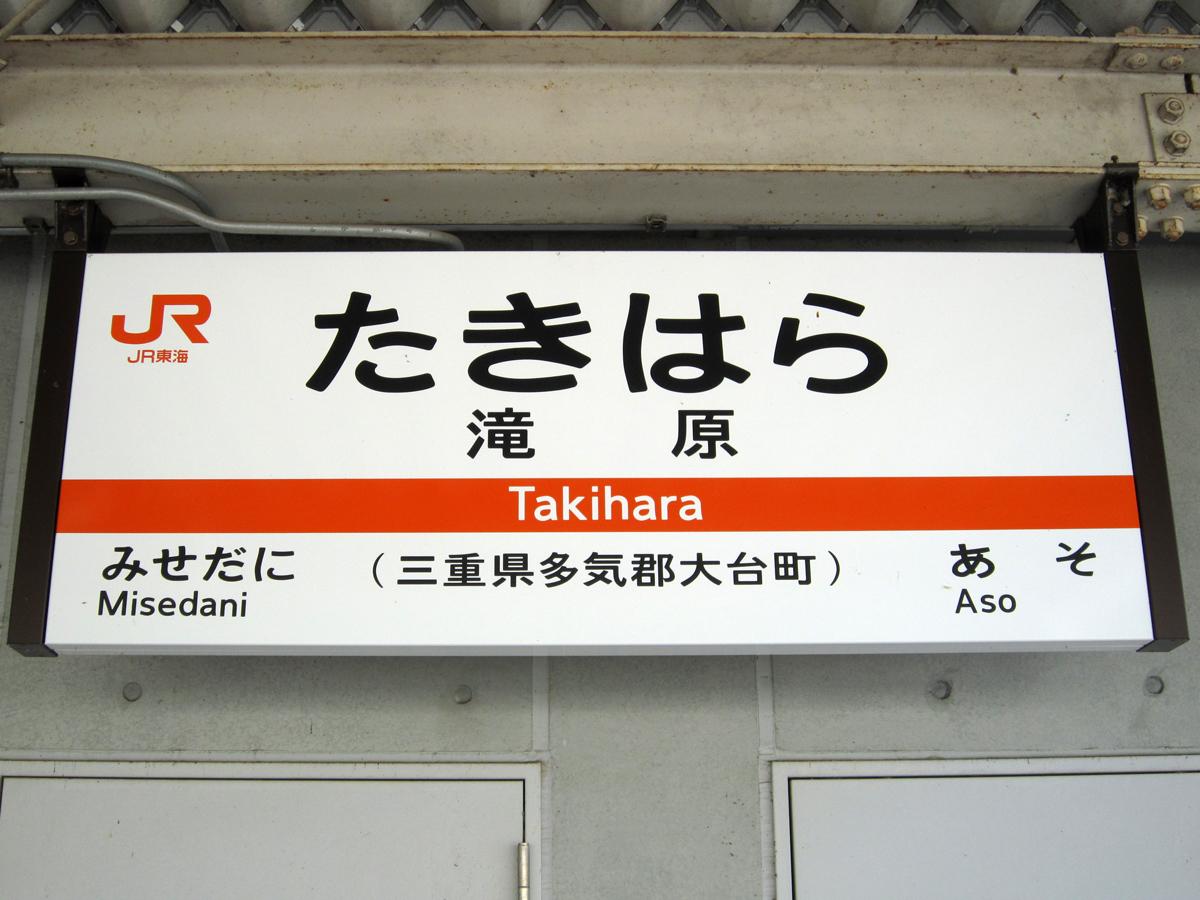 JR
JR東海
たきはら
滝原
Takihara
みせだに
Misedani
（三重県多気郡大台町）
あそ
Aso